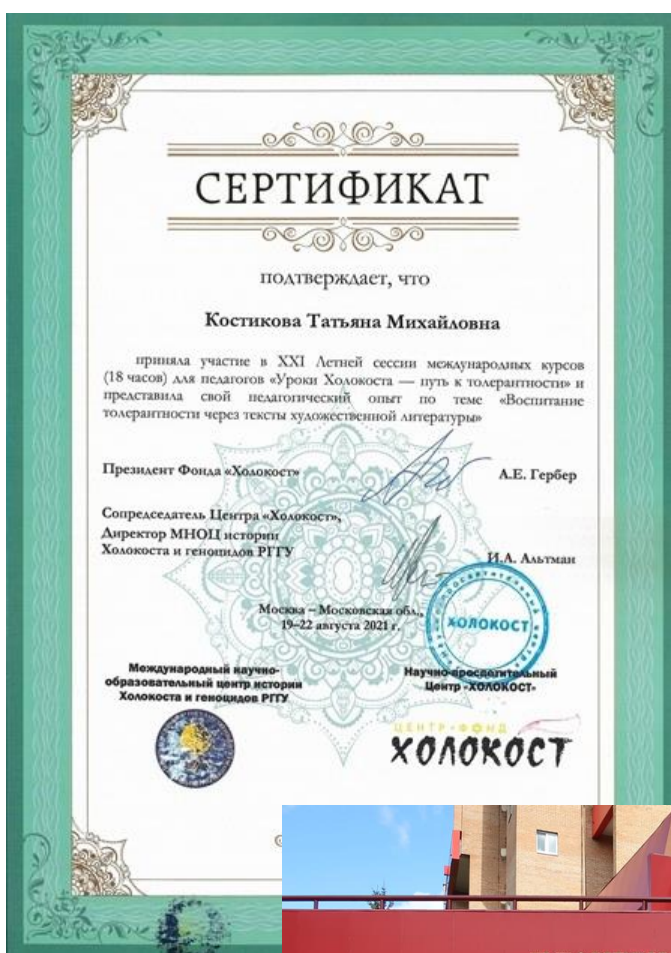 СЕРТИФИКАТ
подтверждает, что
Костикова Татьяна Михайловна
приняла участие в XXI Летней сессии международных курсов
(18 часов) для педагогов «Уроки Холокоста — путь к толерантности» и
представила свой педагогический опыт по теме «Воспитание
толерантности через тексты художественной литературы»
Президент Фонда «Холокост»
А.Е. Гербер
Сопредседатель Центра «Холокост»,
Директор МНОЦ истории
Холокоста и геноцидов РГГУ
И.А. Альтман
Москва – Московская обл.,
19–22 августа 2021 г.
ХОЛОКОСТ
Международный научно-
образовательный центр истории
Холокоста и геноцидов РГГУ
Научно-просветительный
Центр «ХОЛОКОСТ»
ЦЕНТР•ФОНД
ХОЛОКОСТ